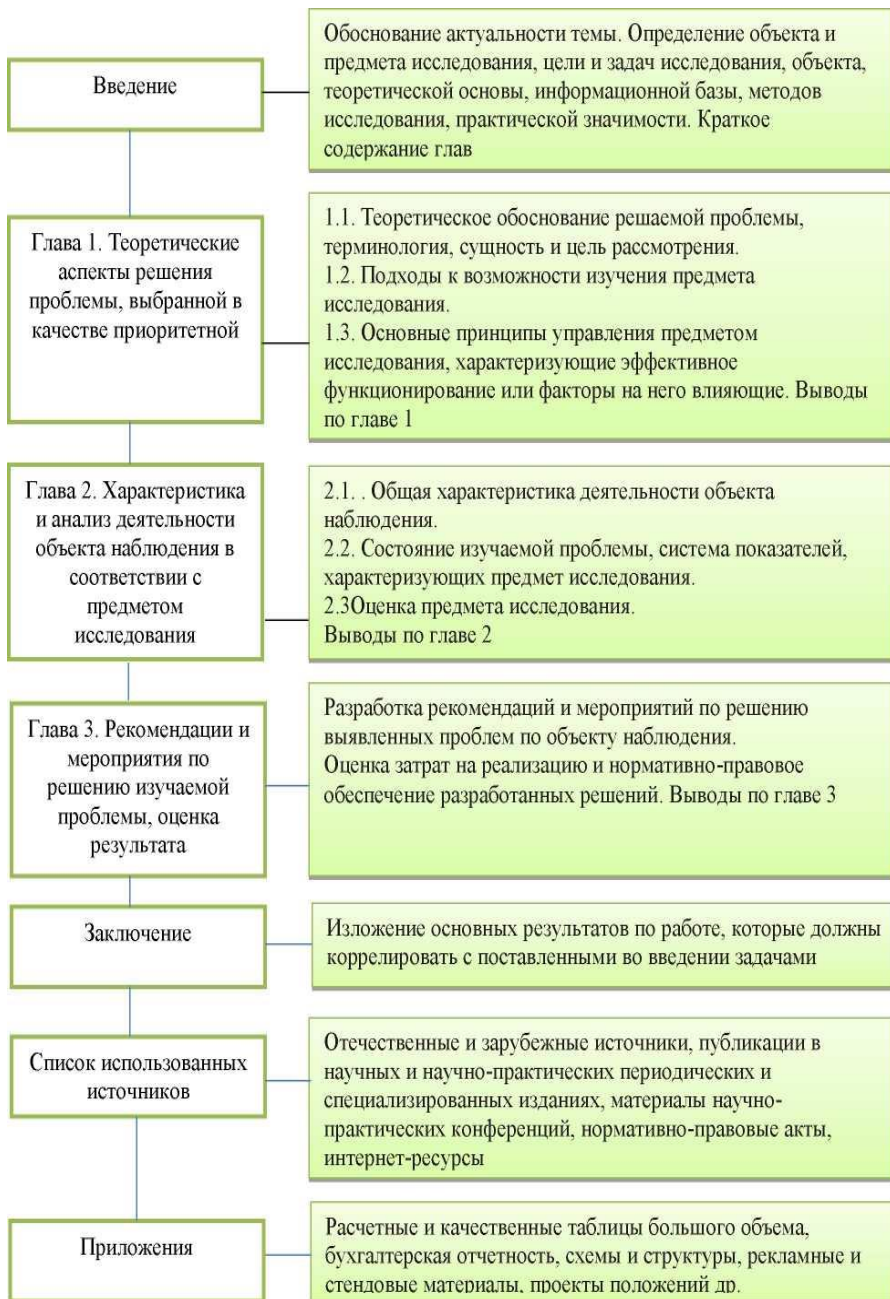 Введение
Обоснование актуальности темы. Определение объекта и
предмета исследования, цели и задач исследования, объекта,
теоретической основы, информационной базы, методов
исследования, практической значимости. Краткое
содержание глав
Глава 1. Теоретические
аспекты решения
проблемы, выбранной в
качестве приоритетной
1.1. Теоретическое обоснование решаемой проблемы,
терминология, сущность и цель рассмотрения.
1.2. Подходы к возможности изучения предмета
исследования.
1.3. Основные принципы управления предметом
исследования, характеризующие эффективное
функционирование или факторы на него влияющие. Выводы
по главе 1
Глава 2. Характеристика
и анализ деятельности
объекта наблюдения в
соответствии с
предметом
исследования
2.1. . Общая характеристика деятельности объекта
наблюдения.
2.2. Состояние изучаемой проблемы, система показателей,
характеризующих предмет исследования.
2.3Оценка предмета исследования.
Выводы по главе 2
Глава 3. Рекомендации и
мероприятия по
решению изучаемой
проблемы, оценка
результата
Разработка рекомендаций и мероприятий по решению
выявленных проблем по объекту наблюдения.
Оценка затрат на реализацию и нормативно-правовое
обеспечение разработанных решений. Выводы по главе 3
Заключение
Изложение основных результатов по работе, которые должны
коррелировать с поставленными во введении задачами
Список использованных
источников
Отечественные и зарубежные источники, публикации в
научных и научно-практических периодических и
специализированных изданиях, материалы научно-
практических конференций, нормативно-правовые акты,
интернет-ресурсы
Приложения
Расчетные и качественные таблицы большого объема,
бухгалтерская отчетность, схемы и структуры, рекламные и
стендовые материалы, проекты положений др.